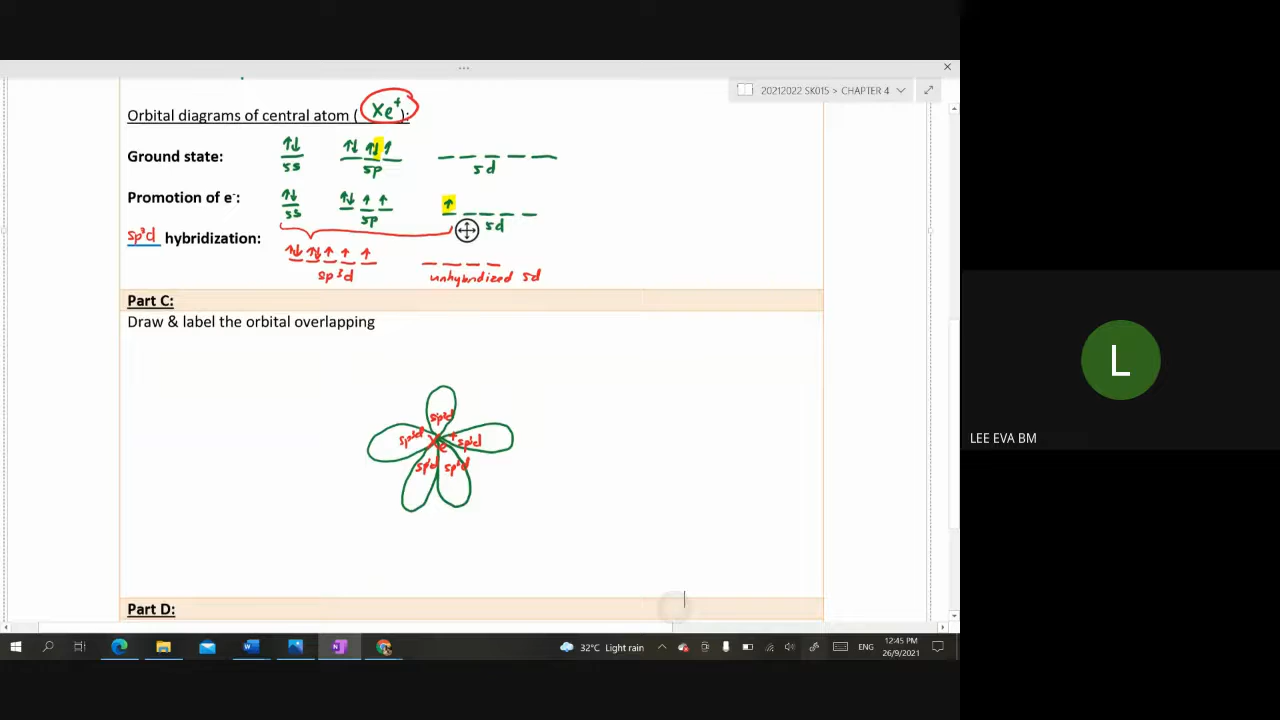 20212022 SK015 > CHAPTER 4
Orbital diagrams of central atom ( Xe⁺ ):
Ground state: ↑↓ ↑↓ ↑↓ ↑
5s 5p 5d
Promotion of e⁻: ↑↓ ↑↓ ↑ ↑ ↑
5s 5p 5d
sp³d hybridization:
↑↓ ↑↓ ↑ ↑ ↑
sp³d unhybridized 5d
Part C:
Draw & label the orbital overlapping
sp³d
sp³d Xe⁺ sp³d
sp³d sp³d
Part D:
L
LEE EVA BM
32°C Light rain
ENG
12:45 PM
26/9/2021